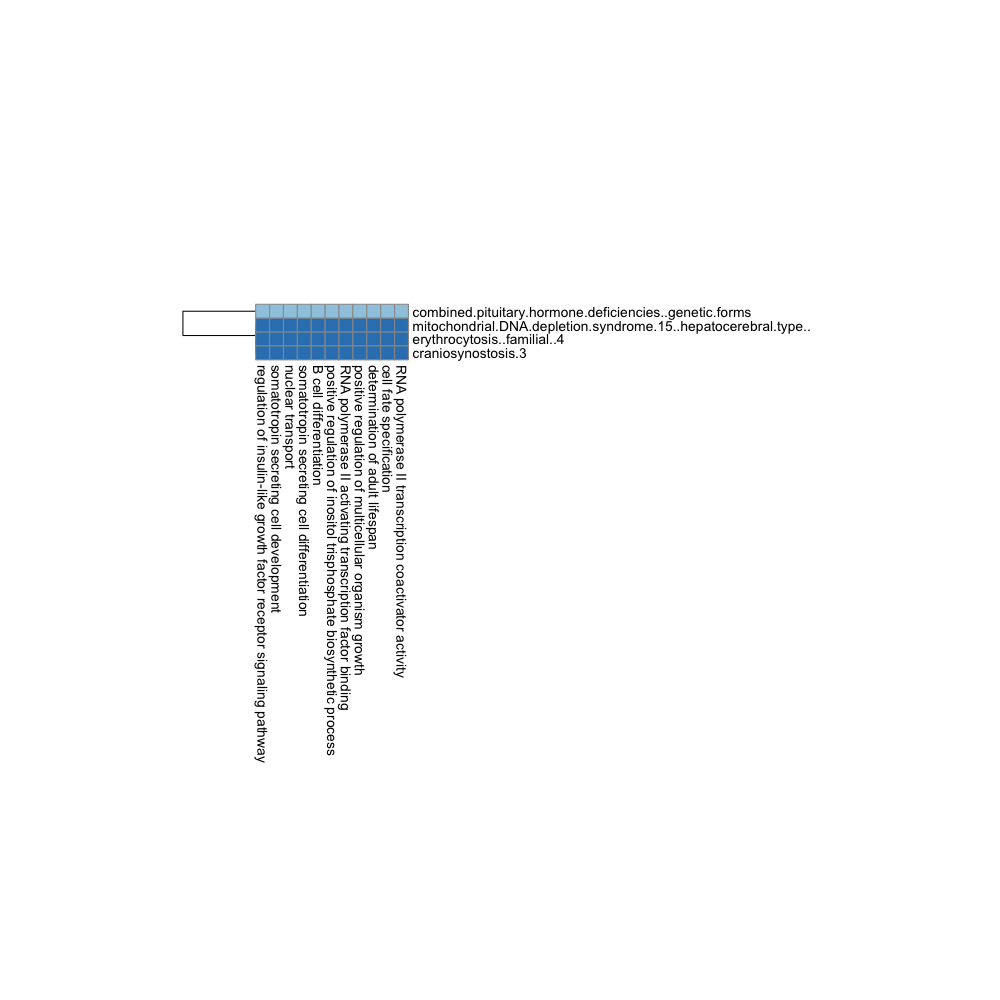 combined.pituitary.hormone.deficiencies..genetic.forms
mitochondrial.DNA.depletion.syndrome.15..hepatocerebral.type..
erythrocytosis..familial..4
craniosynostosis.3
regulation of insulin-like growth factor receptor signaling pathway
somatotropin secreting cell development
nuclear transport
somatotropin secreting cell differentiation
B cell differentiation
positive regulation of inositol trisphosphate biosynthetic process
RNA polymerase II activating transcription factor binding
positive regulation of multicellular organism growth
determination of adult lifespan
cell fate specification
RNA polymerase II transcription coactivator activity